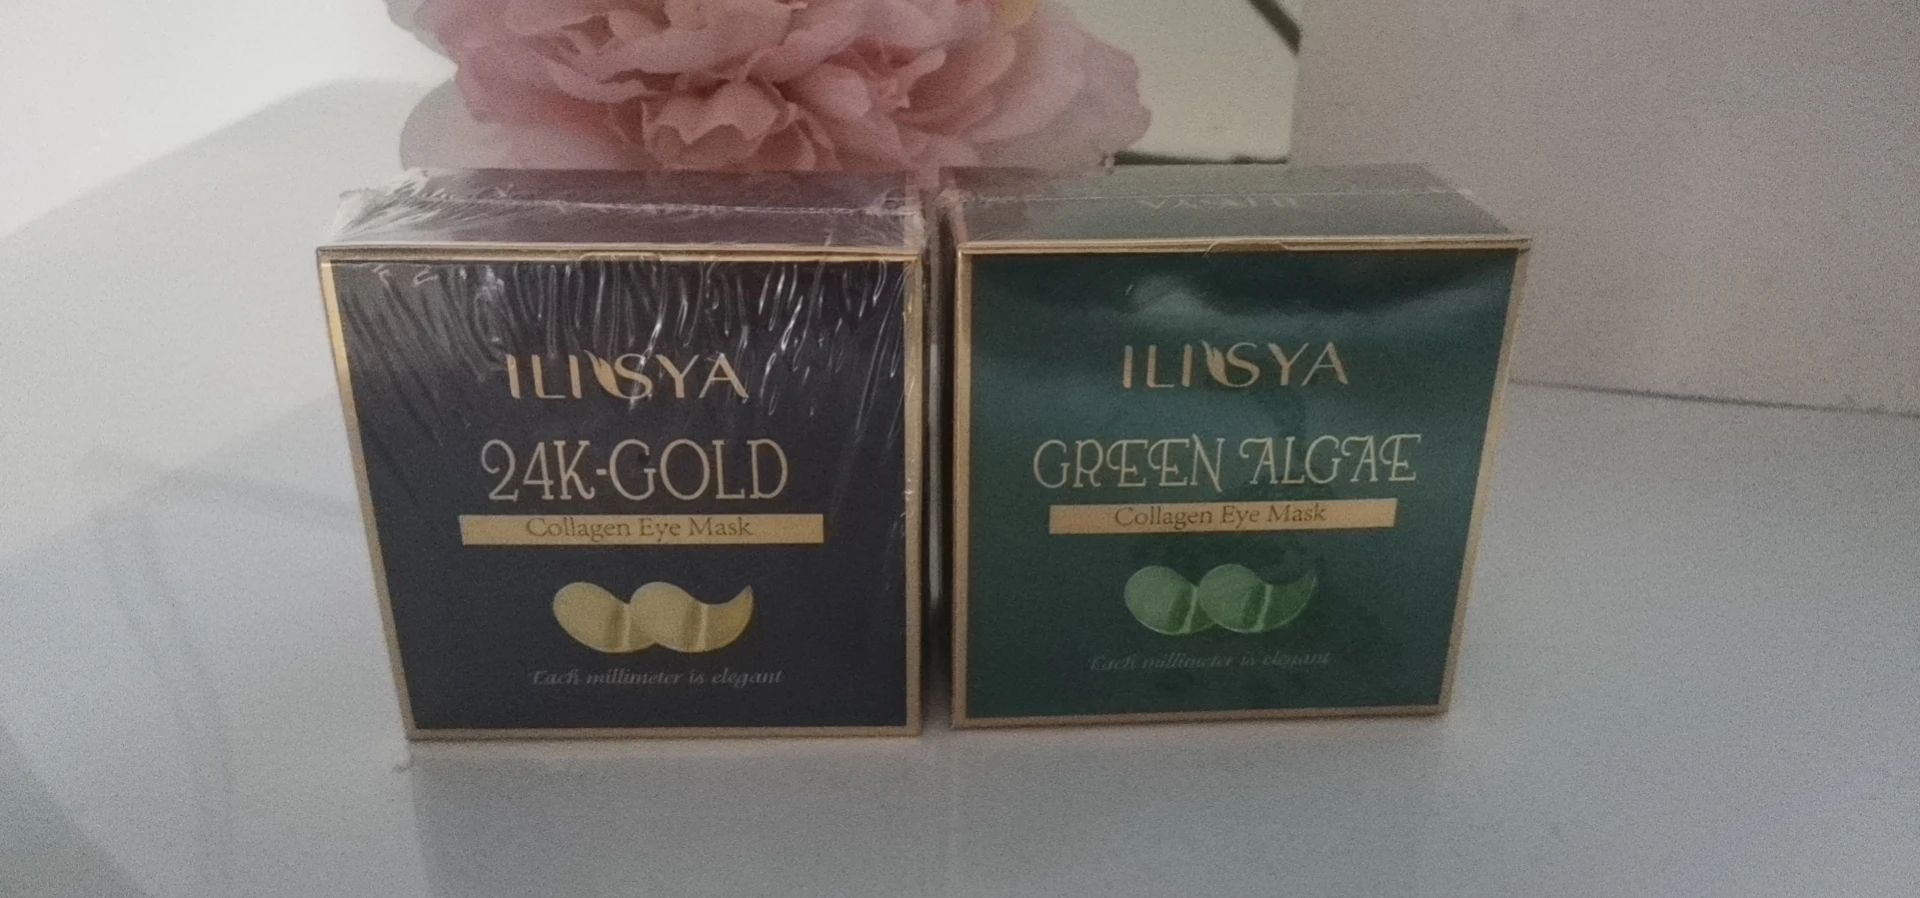 ILISYA
24K-GOLD
Collagen Eye Mask
Each millimeter is elegant
ILISYA
ILISYA
GREEN ALGAE
Collagen Eye Mask
Each millimeter is elegant